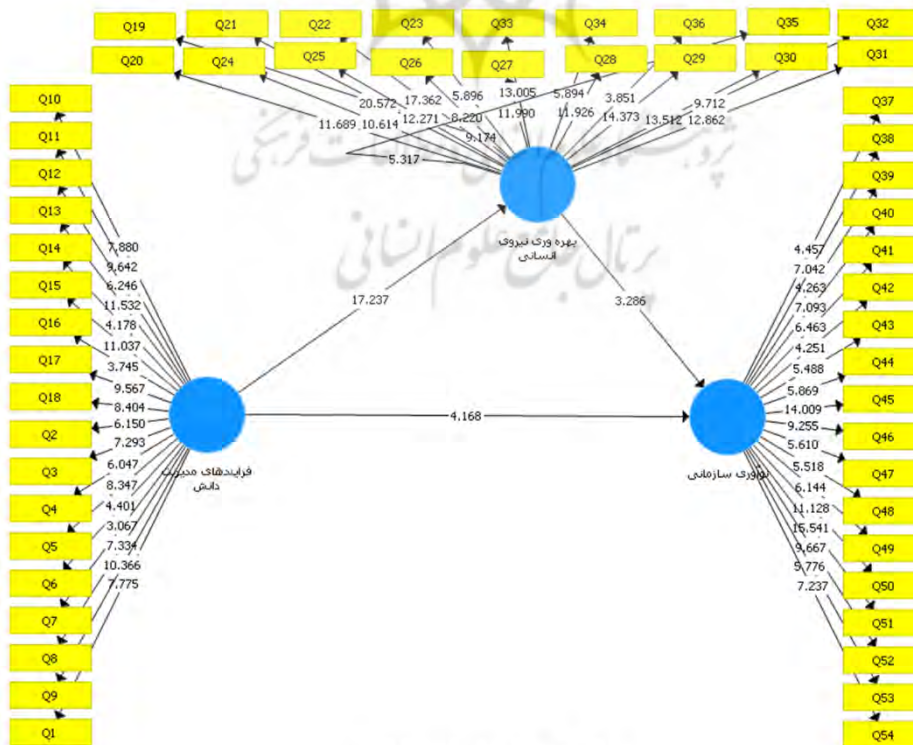 Q19 Q21 Q22 Q23 Q33 Q34 Q36 Q35 Q32
Q20 Q24 Q25 Q26 Q27 Q28 Q29 Q30 Q31
20.572 17.362 5.896 13.005 5.894 3.851 9.712
11.689 10.614 12.271 8.220 11.990 11.926 14.373 13.512 12.862
9.174
5.317
پژوهشگاه علوم انسانی و مطالعات فرهنگی
پرتال جامع علوم انسانی
بهره وری نیروی
انسانی
17.237
3.286
4.168
فرایندهای مدیریت
دانش
نوآوری سازمانی
Q10
Q11
Q12
Q13
Q14
Q15
Q16
Q17
Q18
Q2
Q3
Q4
Q5
Q6
Q7
Q8
Q9
Q1
7.880
9.642
6.246
11.532
4.178
11.037
3.745
9.567
8.404
6.150
7.293
6.047
8.347
4.401
3.067
7.334
10.366
7.775
4.457
7.042
4.263
7.093
6.463
4.251
5.488
5.869
14.009
9.255
5.610
5.518
6.144
11.128
15.541
9.667
5.776
7.237
Q37
Q38
Q39
Q40
Q41
Q42
Q43
Q44
Q45
Q46
Q47
Q48
Q49
Q50
Q51
Q52
Q53
Q54